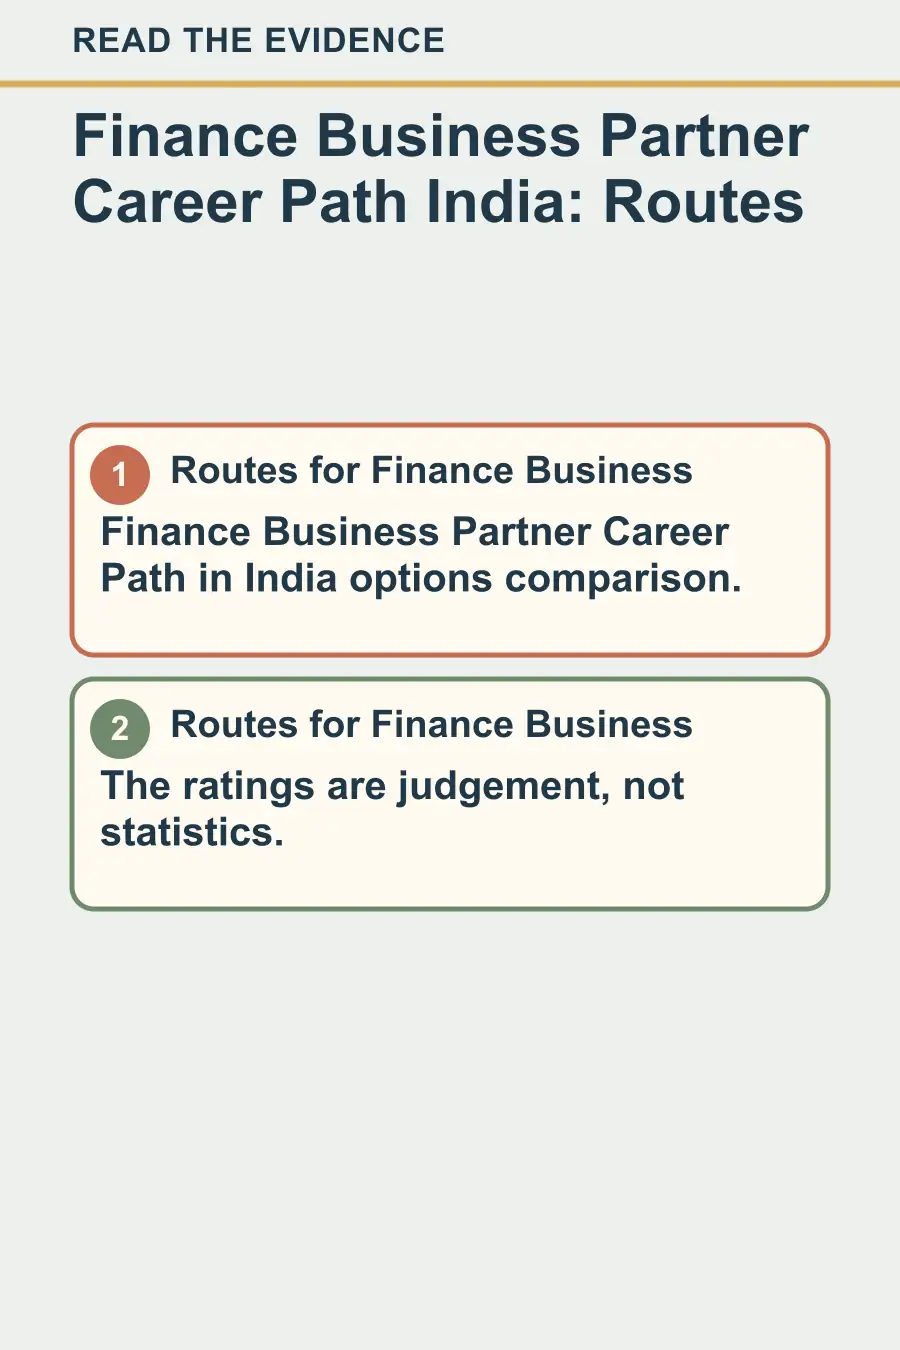 READ THE EVIDENCE
Finance Business Partner
Career Path India: Routes
1 Routes for Finance Business
Finance Business Partner Career
Path in India options comparison.
2 Routes for Finance Business
The ratings are judgement, not
statistics.